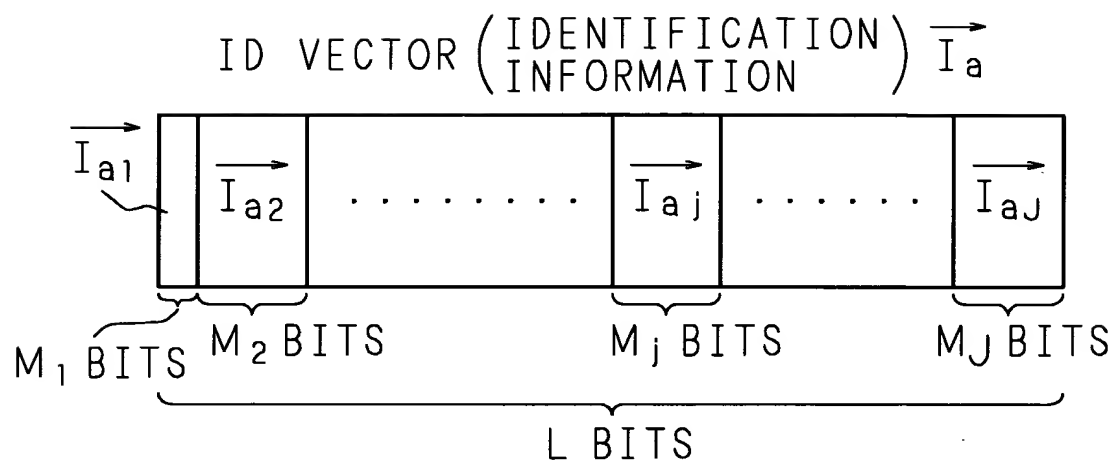 ID VECTOR (IDENTIFICATION INFORMATION) Ia
Ia1
Ia2 ········· Iaj ······ IaJ
M1 BITS
M2 BITS
Mj BITS
MJ BITS
L BITS